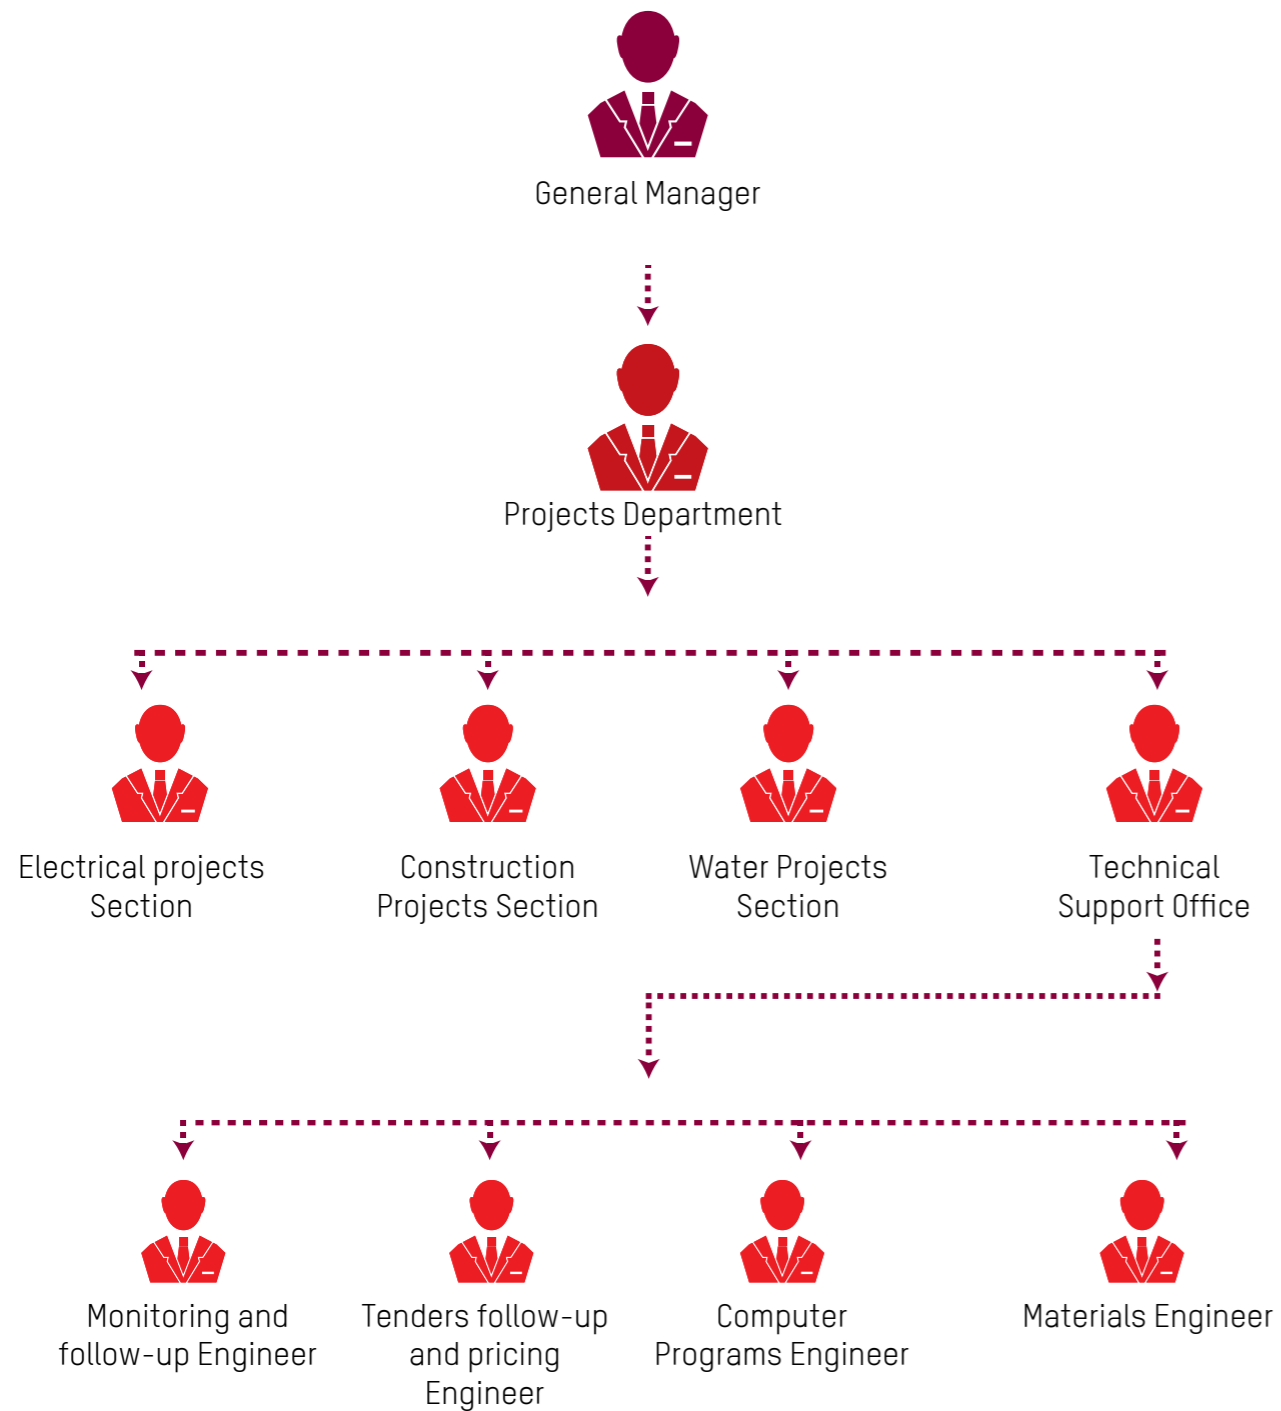 General Manager
Projects Department
Electrical projects
Section
Construction
Projects Section
Water Projects
Section
Technical
Support Office
Monitoring and
follow-up Engineer
Tenders follow-up
and pricing
Engineer
Computer
Programs Engineer
Materials Engineer